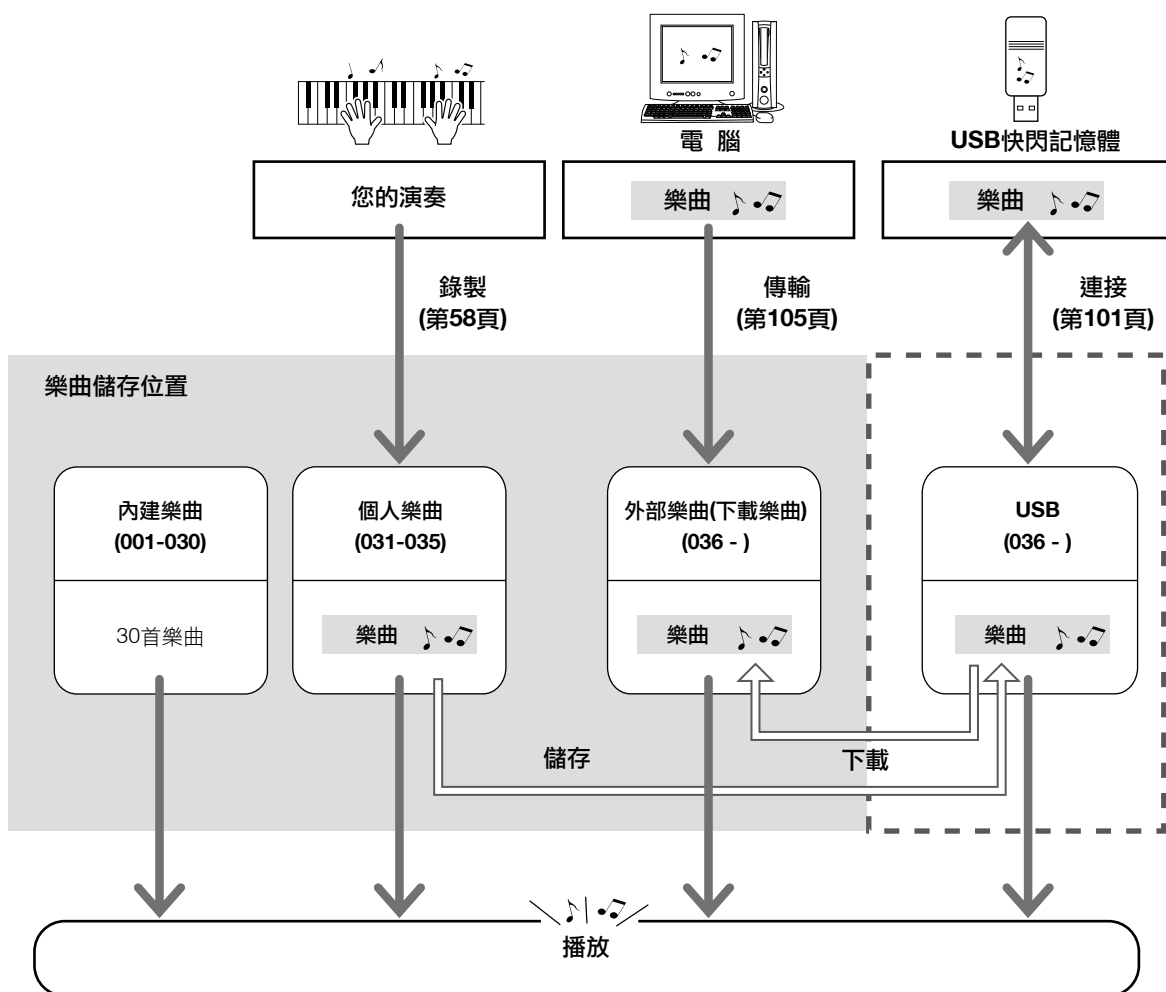 電 腦
USB快閃記憶體
您的演奏
樂曲
樂曲
錄製
(第58頁)
傳輸
(第105頁)
連接
(第101頁)
樂曲儲存位置
內建樂曲
(001-030)
個人樂曲
(031-035)
外部樂曲(下載樂曲)
(036 - )
USB
(036 - )
30首樂曲
樂曲
樂曲
樂曲
儲存
下載
播放